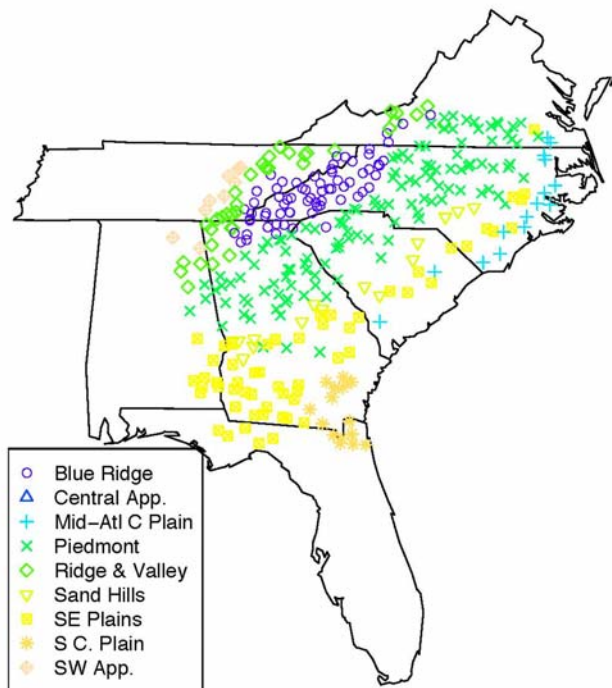 Blue Ridge
Central App.
Mid-Atl C Plain
Piedmont
Ridge & Valley
Sand Hills
SE Plains
S C. Plain
SW App.